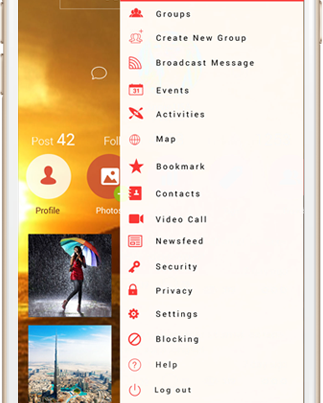 Groups
Create New Group
Broadcast Message
31
Events
Activities
Map
Post 42
Foll
Bookmark
Contacts
Profile
Photos
Video Call
Newsfeed
Security
Privacy
Settings
Blocking
Help
Log out